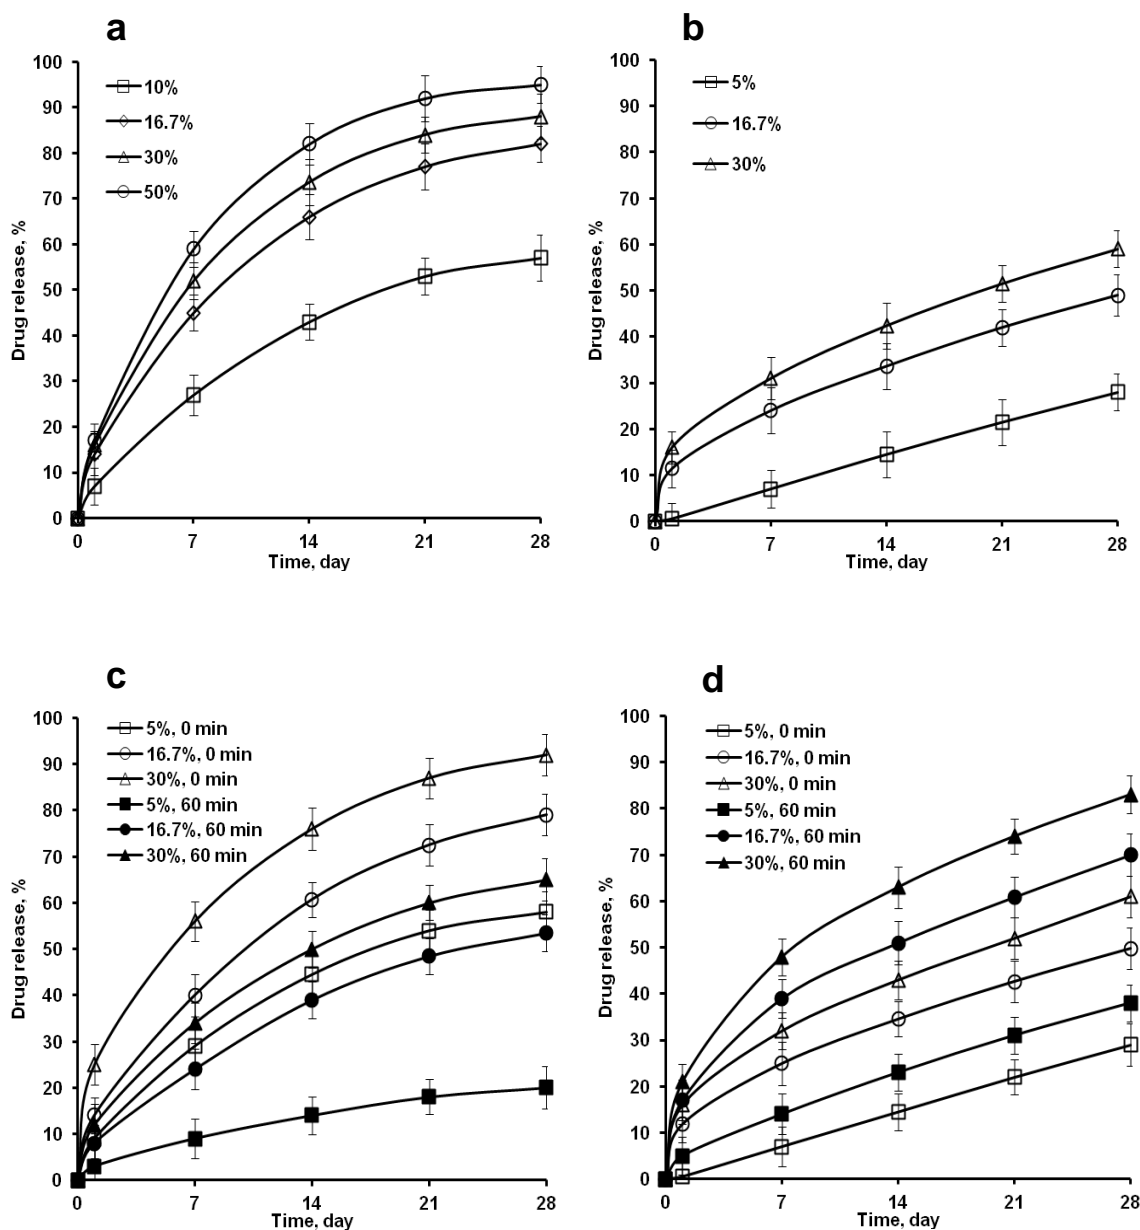 a
100
90
80
70
60
50
40
30
20
10
0
Drug release, %
10%
16.7%
30%
50%
0 7 14 21 28
Time, day
b
100
90
80
70
60
50
40
30
20
10
0
Drug release, %
5%
16.7%
30%
0 7 14 21 28
Time, day
c
100
90
80
70
60
50
40
30
20
10
0
Drug release, %
5%, 0 min
16.7%, 0 min
30%, 0 min
5%, 60 min
16.7%, 60 min
30%, 60 min
0 7 14 21 28
Time, day
d
100
90
80
70
60
50
40
30
20
10
0
Drug release, %
5%, 0 min
16.7%, 0 min
30%, 0 min
5%, 60 min
16.7%, 60 min
30%, 60 min
0 7 14 21 28
Time, day